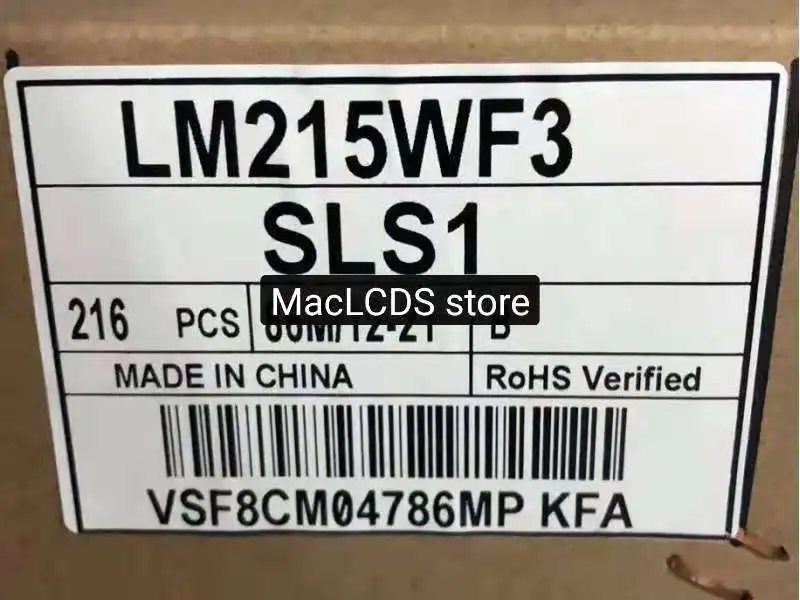 LM215WF3
SLS1
MacLCDS store
216 PCS B
MADE IN CHINA RoHS Verified
VSF8CM04786MP KFA